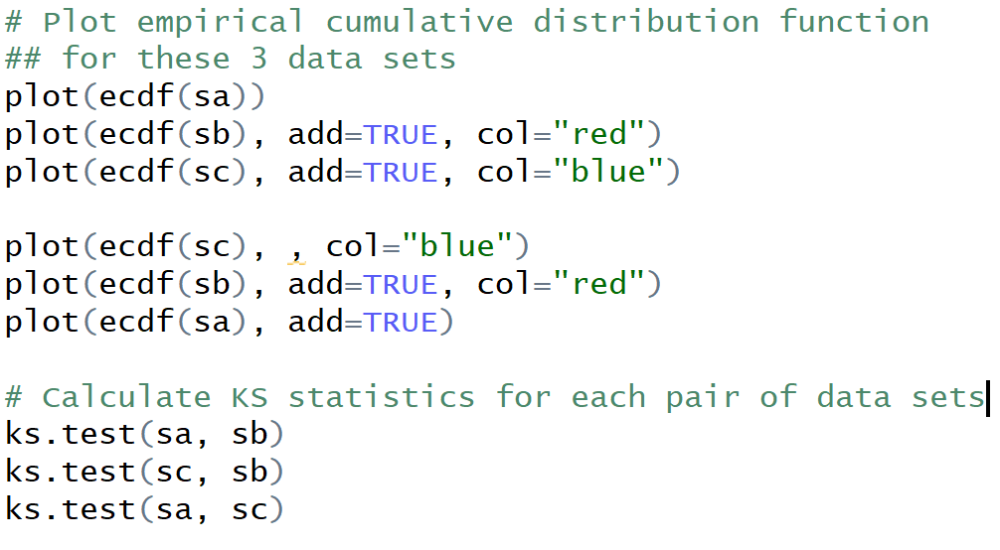 # Plot empirical cumulative distribution function
## for these 3 data sets
plot(ecdf(sa))
plot(ecdf(sb), add=TRUE, col="red")
plot(ecdf(sc), add=TRUE, col="blue")
plot(ecdf(sc), , col="blue")
plot(ecdf(sb), add=TRUE, col="red")
plot(ecdf(sa), add=TRUE)
# Calculate KS statistics for each pair of data sets
ks.test(sa, sb)
ks.test(sc, sb)
ks.test(sa, sc)